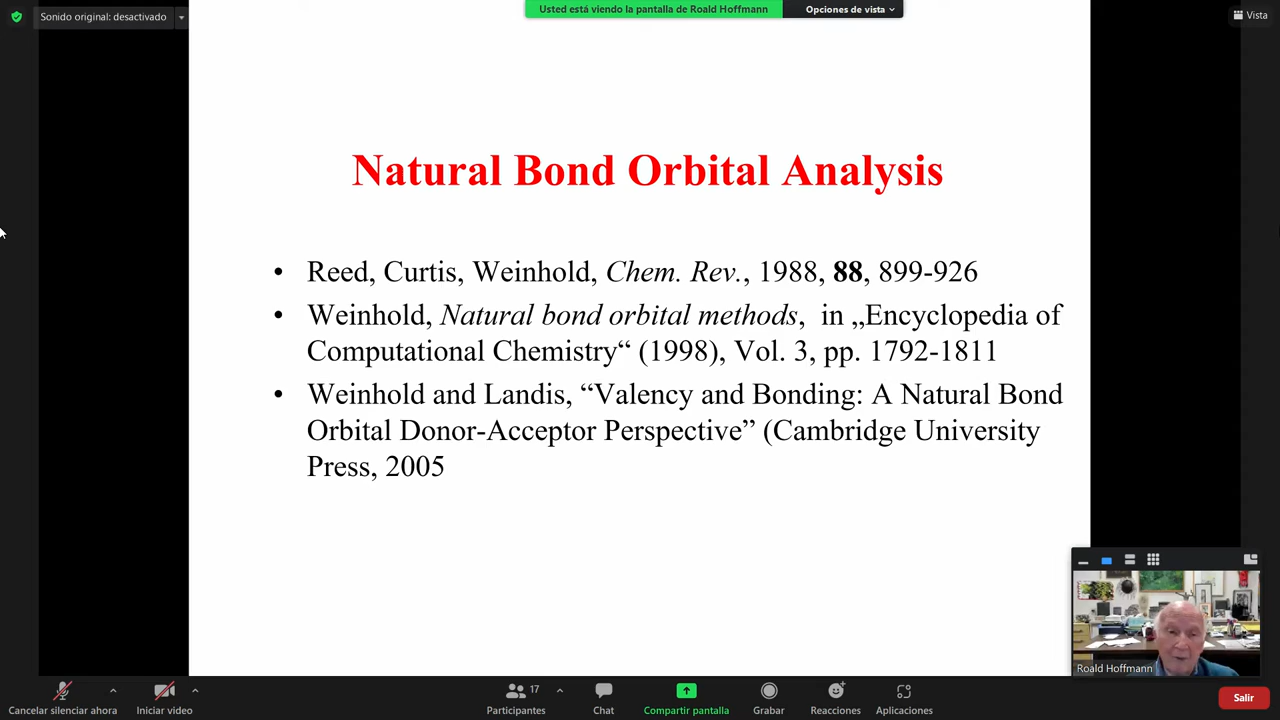 Sonido original: desactivado
Usted está viendo la pantalla de Roald Hoffmann
Opciones de vista
Vista
Natural Bond Orbital Analysis
• Reed, Curtis, Weinhold, Chem. Rev., 1988, 88, 899-926
• Weinhold, Natural bond orbital methods, in „Encyclopedia of
Computational Chemistry“ (1998), Vol. 3, pp. 1792-1811
• Weinhold and Landis, “Valency and Bonding: A Natural Bond
Orbital Donor-Acceptor Perspective” (Cambridge University
Press, 2005
Roald Hoffmann
Cancelar silenciar ahora
Iniciar video
17
Participantes
Chat
Compartir pantalla
Grabar
Reacciones
Aplicaciones
Salir